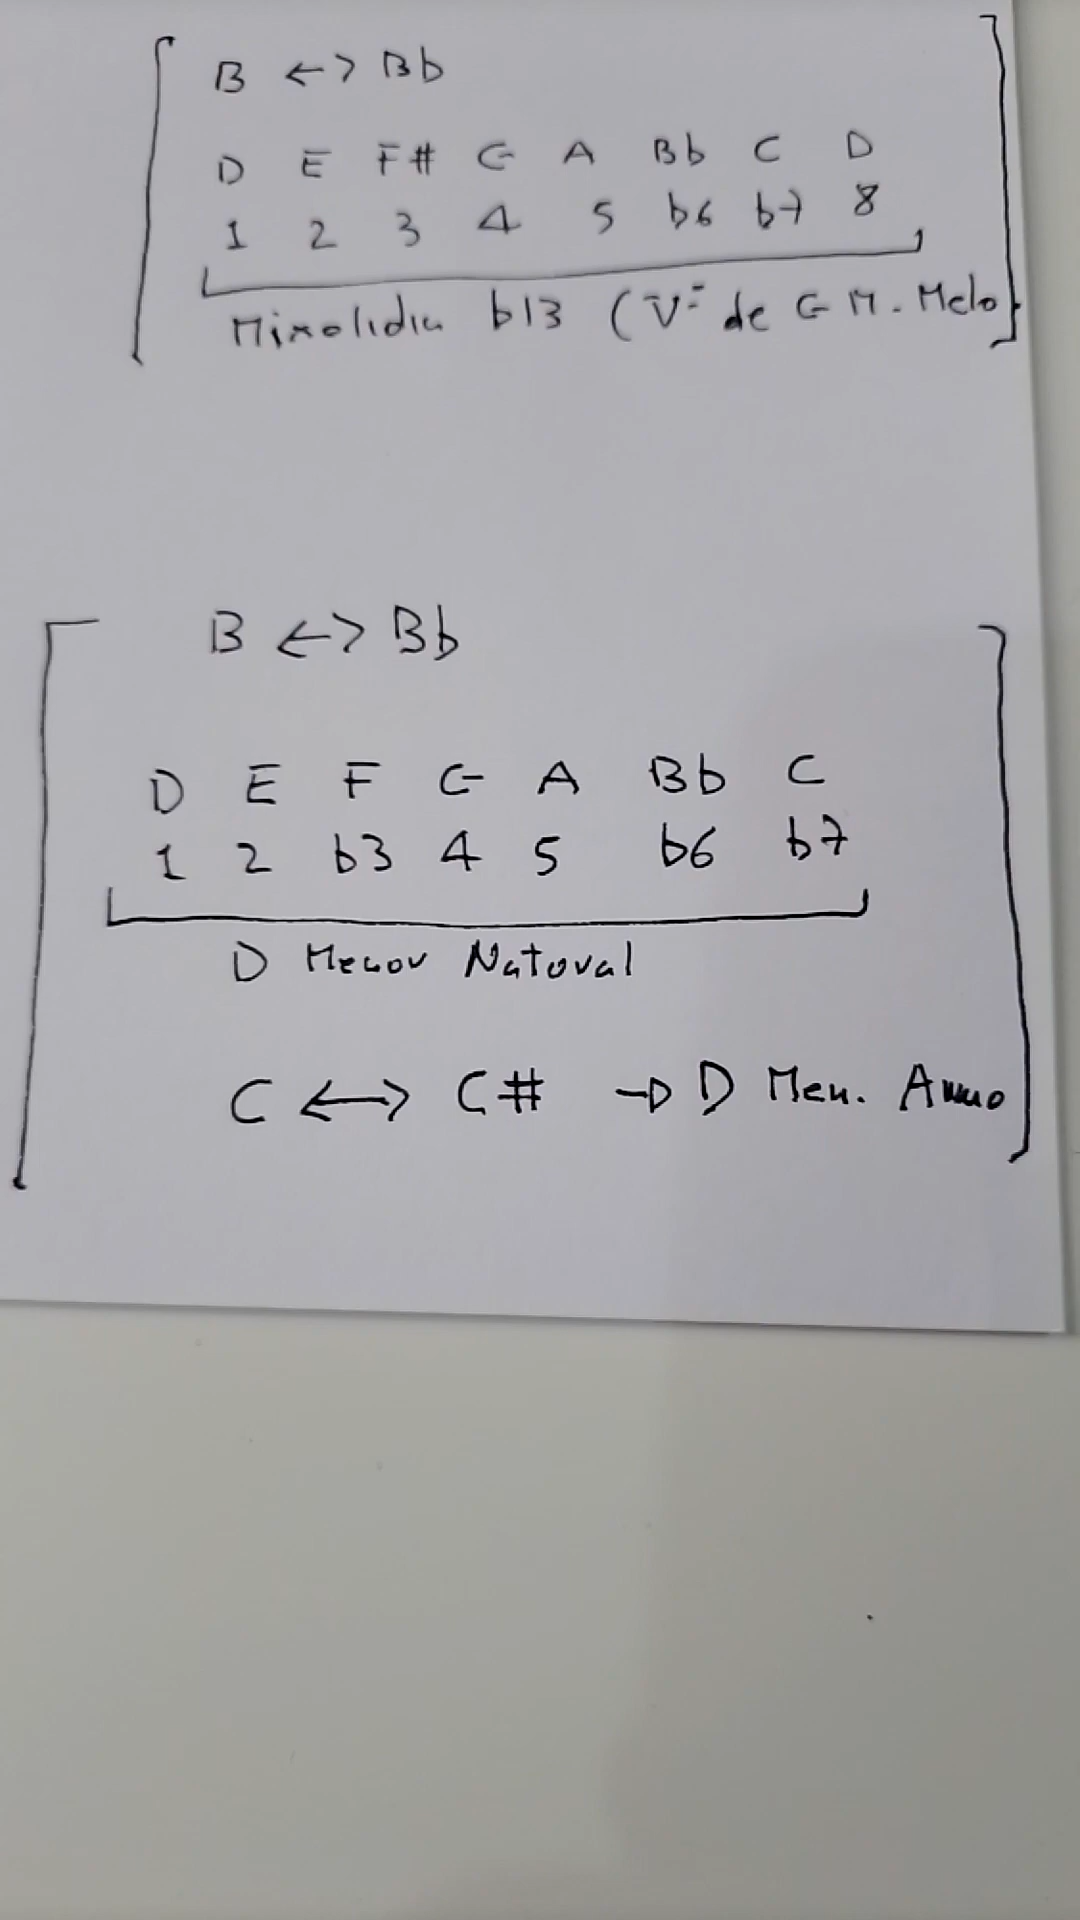 B <-> Bb
D E F# G A Bb C D
1 2 3 4 5 b6 b7 8
Mixolidia b13 (Vº de G M. Melo)
B <-> Bb
D E F G A Bb C
1 2 b3 4 5 b6 b7
D Menor Natural
C <-> C# → D Men. Armo